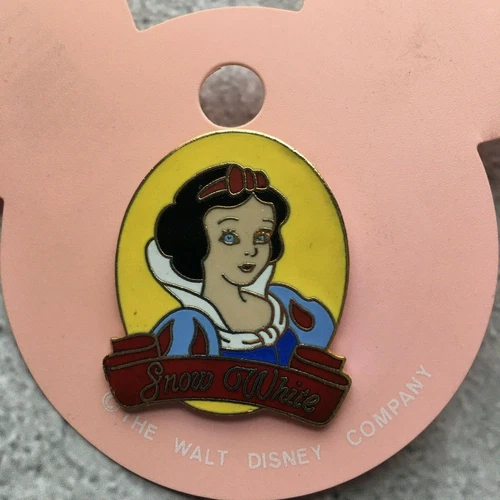 Snow White
© THE WALT DISNEY COMPANY